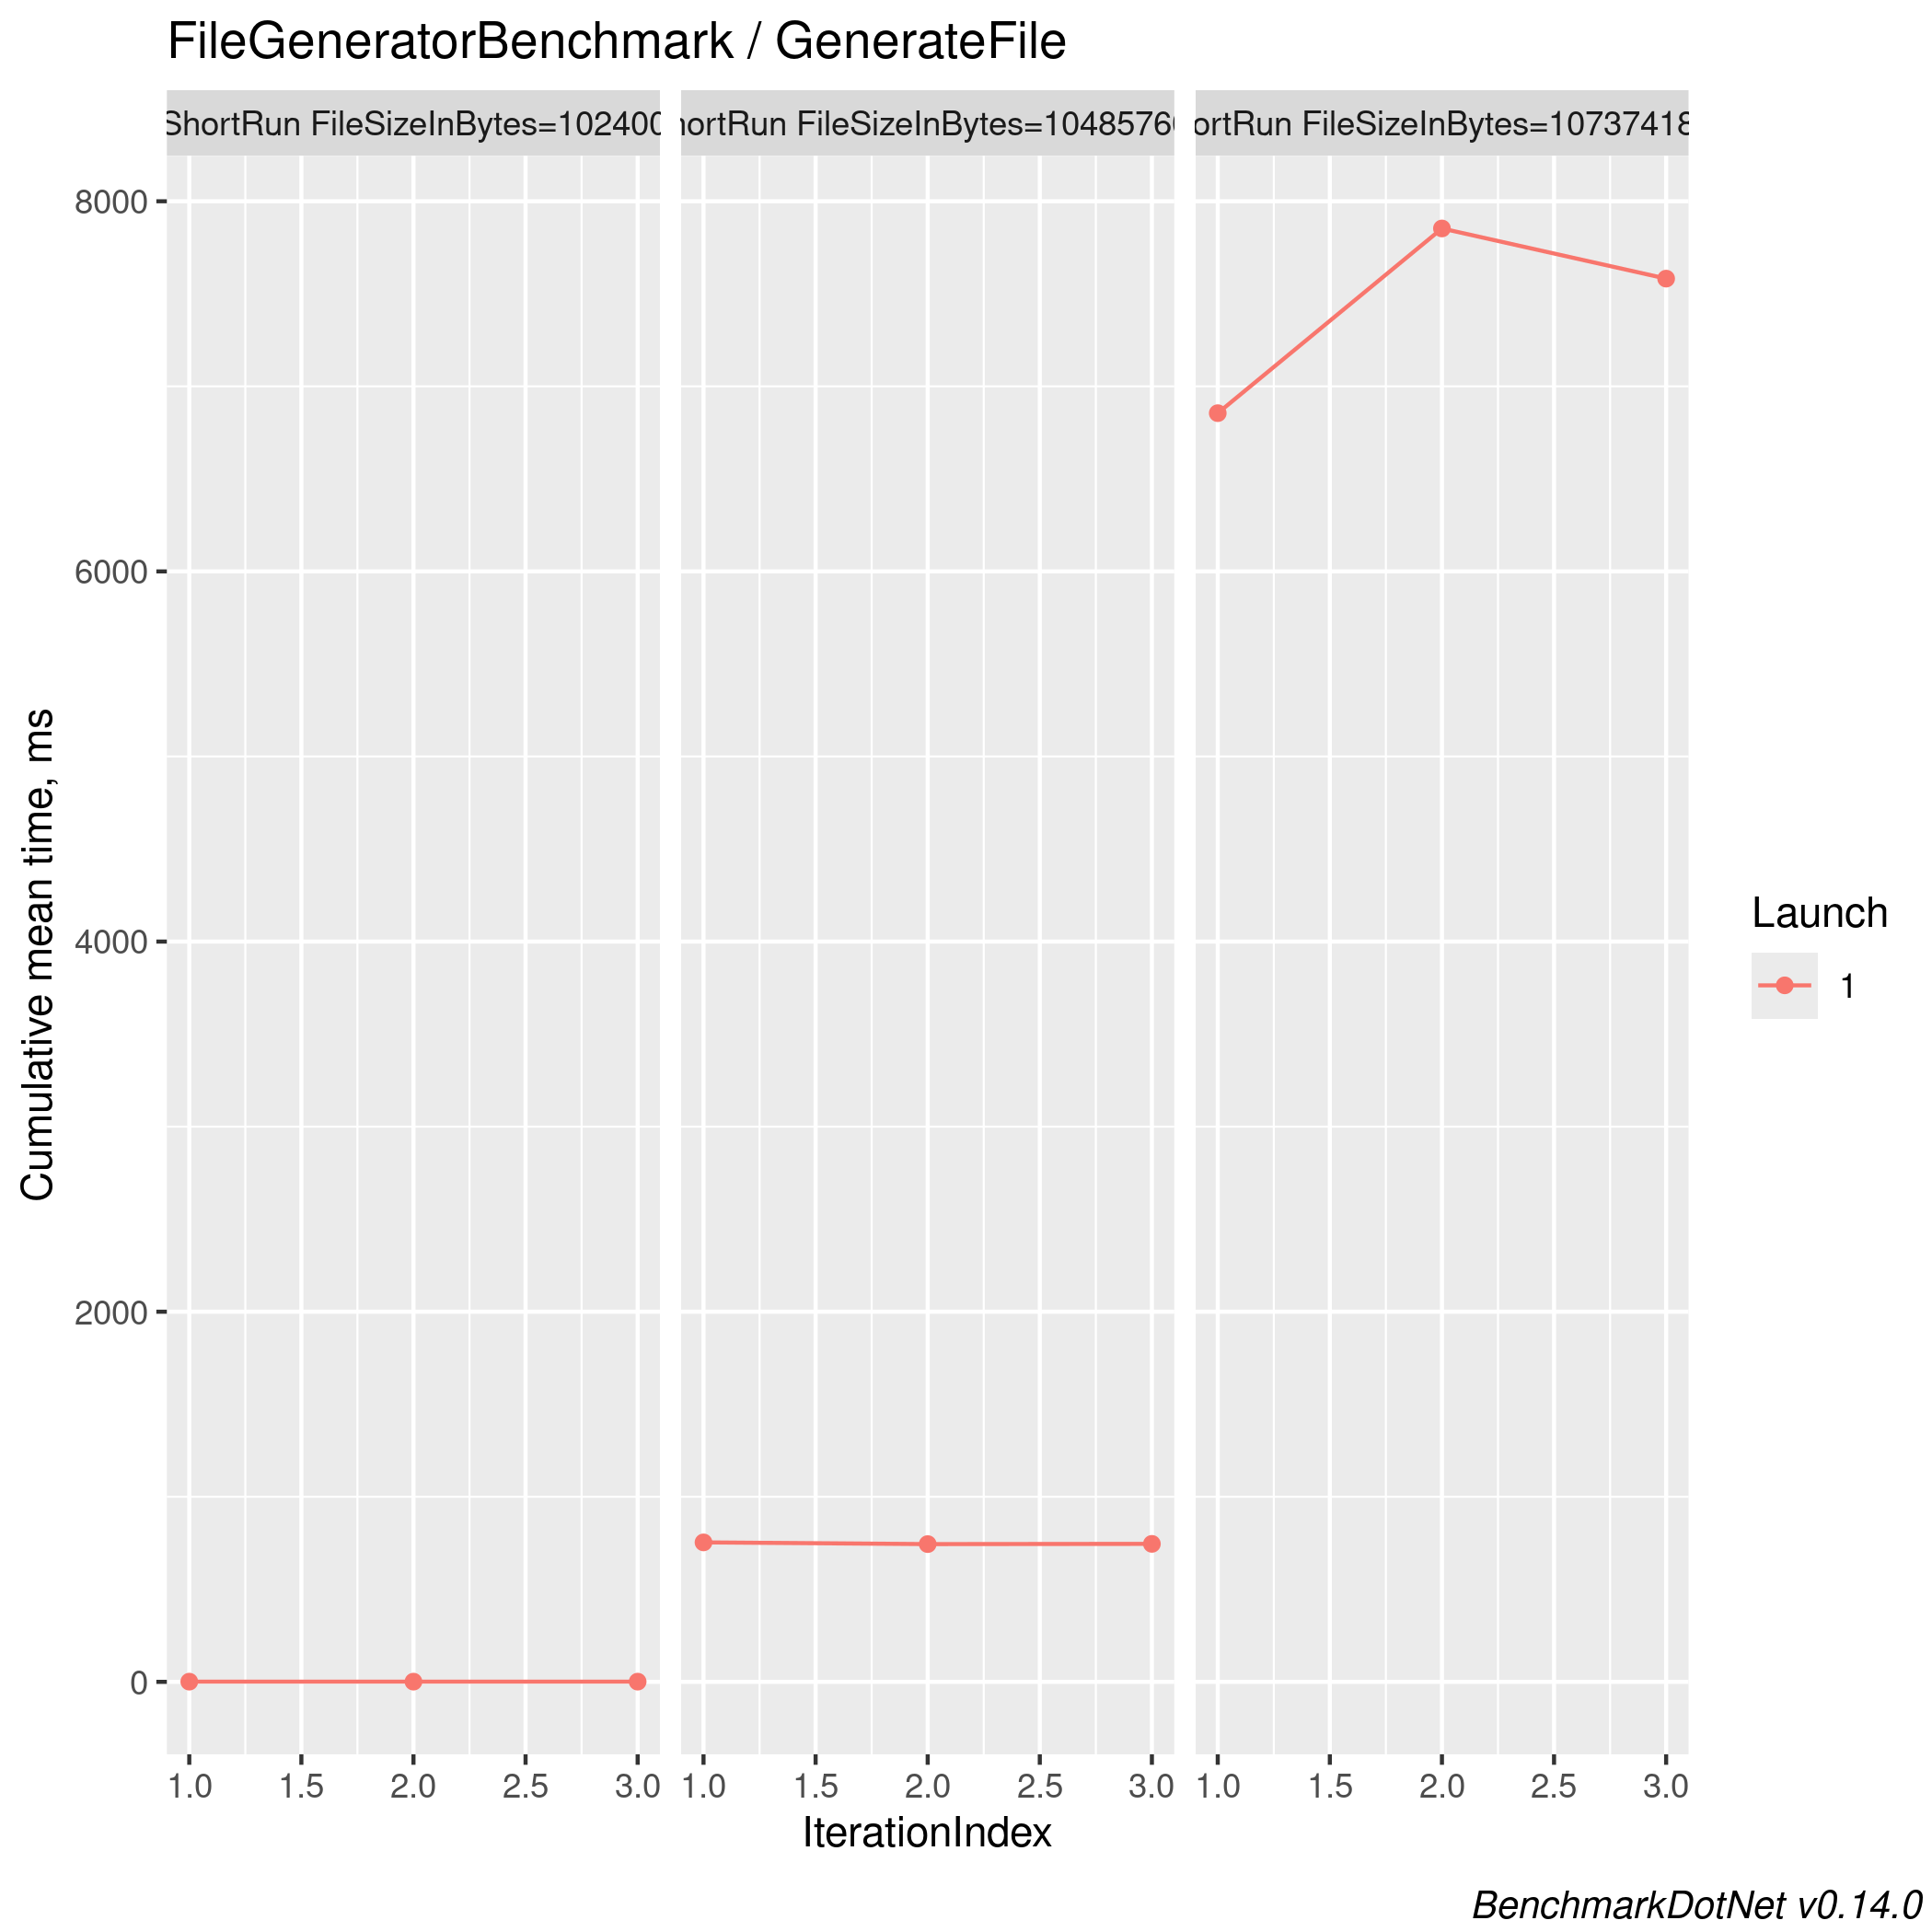 FileGeneratorBenchmark / GenerateFile
ShortRun FileSizeInBytes=102400
hortRun FileSizeInBytes=1048576
ortRun FileSizeInBytes=10737418
8000
6000
4000
2000
0
Cumulative mean time, ms
1.0 1.5 2.0 2.5 3.0 1.0 1.5 2.0 2.5 3.0 1.0 1.5 2.0 2.5 3.0
IterationIndex
Launch
1
BenchmarkDotNet v0.14.0